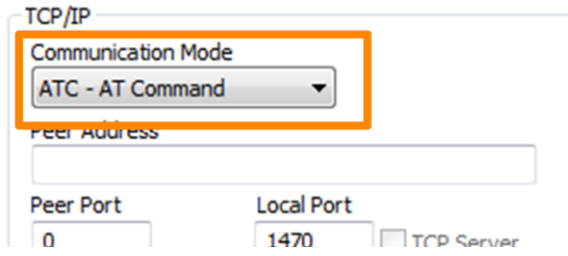 TCP/IP
Communication Mode
ATC - AT Command
Peer Address
Peer Port Local Port
0 1470 TCP Server